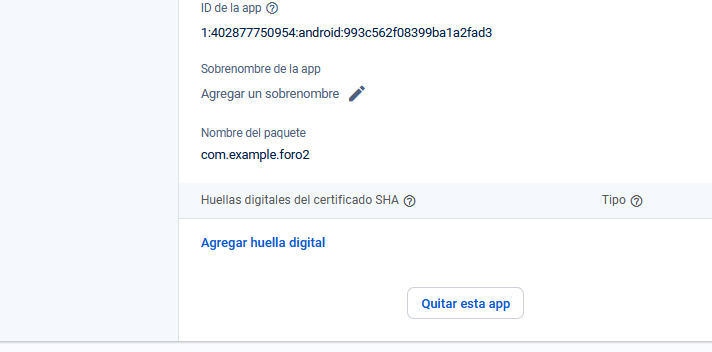 ID de la app
1:402877750954:android:993c562f08399ba1a2fad3
Sobrenombre de la app
Agregar un sobrenombre
Nombre del paquete
com.example.foro2
Huellas digitales del certificado SHA Tipo
Agregar huella digital
Quitar esta app